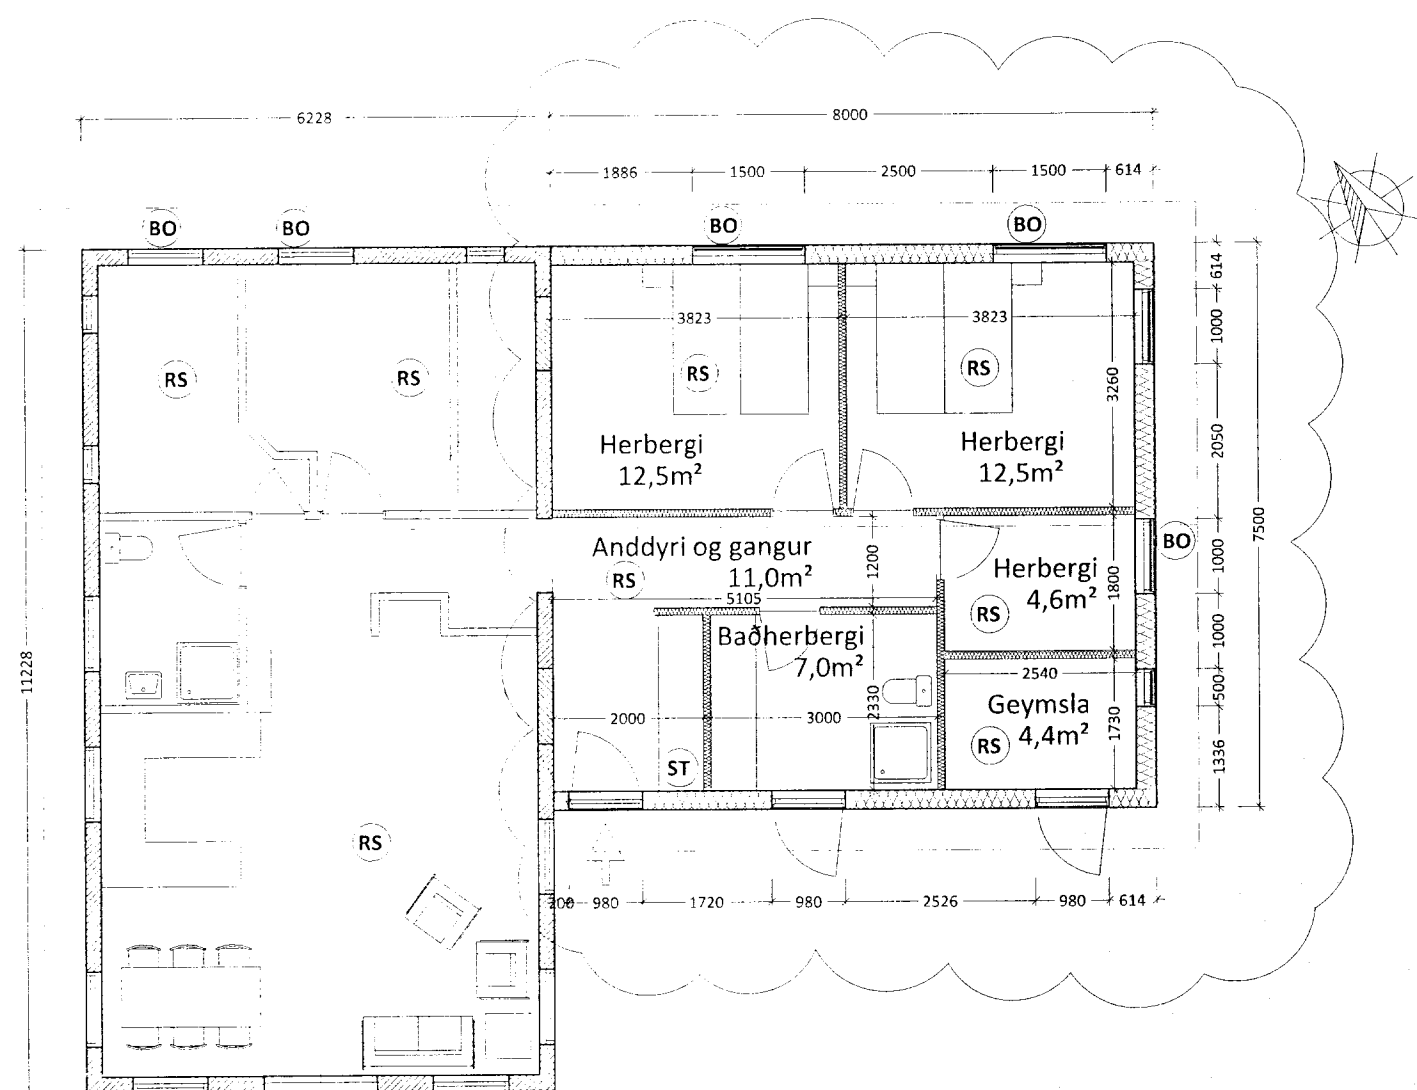 6228
8000
1886
1500
2500
1500
614
BO
BO
BO
BO
614
3823
3823
1000
RS
RS
RS
RS
3260
2050
Herbergi
12,5m²
Herbergi
12,5m²
7500
BO
Anddyri og gangur
11,0m²
RS
1200
1000
Herbergi
4,6m²
1800
RS
5105
Baðherbergi
7,0m²
1000
11228
2540
500
2000
3000
2330
Geymsla
4,4m²
RS
1730
1336
ST
RS
200
980
1720
980
2526
980
614